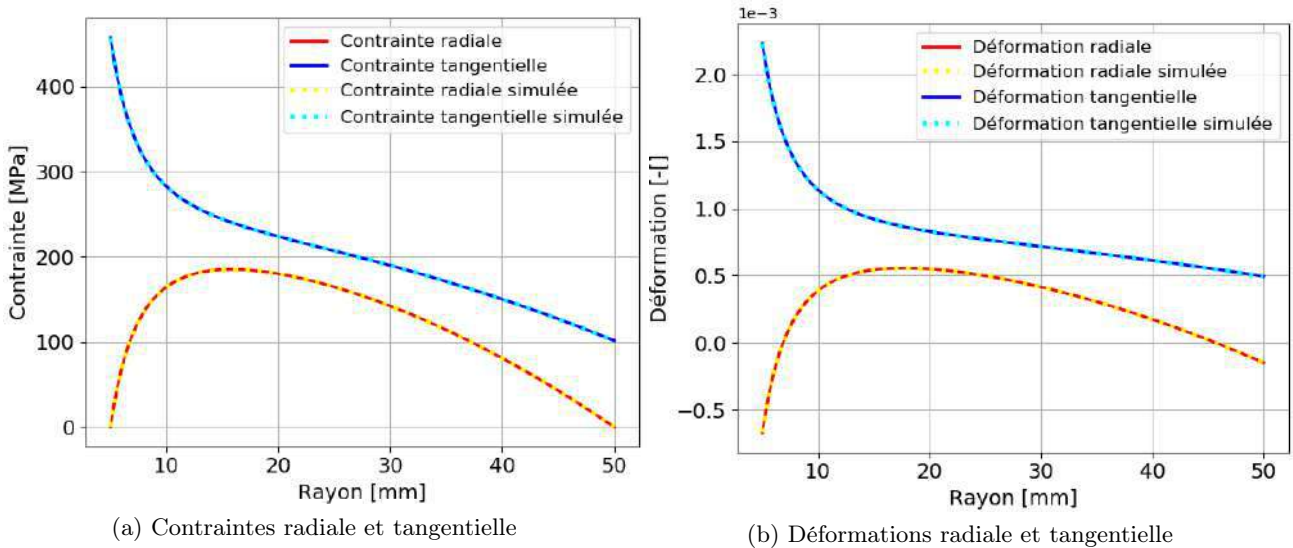 Contrainte radiale
Contrainte tangentielle
Contrainte radiale simulée
Contrainte tangentielle simulée
Contrainte [MPa]
400
300
200
100
0
10 20 30 40 50
Rayon [mm]
(a) Contraintes radiale et tangentielle
1e−3
Déformation radiale
Déformation radiale simulée
Déformation tangentielle
Déformation tangentielle simulée
Déformation [-[]
2.0
1.5
1.0
0.5
0.0
−0.5
10 20 30 40 50
Rayon [mm]
(b) Déformations radiale et tangentielle